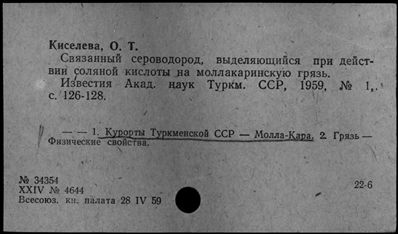 Киселева, О. Т.
Связанный сероводород, выделяющийся при дейст-
вии соляной кислоты на моллакаринскую грязь.
Известия Акад. наук Туркм. ССР, 1959, № 1,
с. 126-128.
— — 1. Курорты Туркменской ССР — Молла-Кара. 2. Грязь —
Физические свойства.
№ 34354
XXIV № 4644
Всесоюз. кн. палата 28 IV 59
22-6